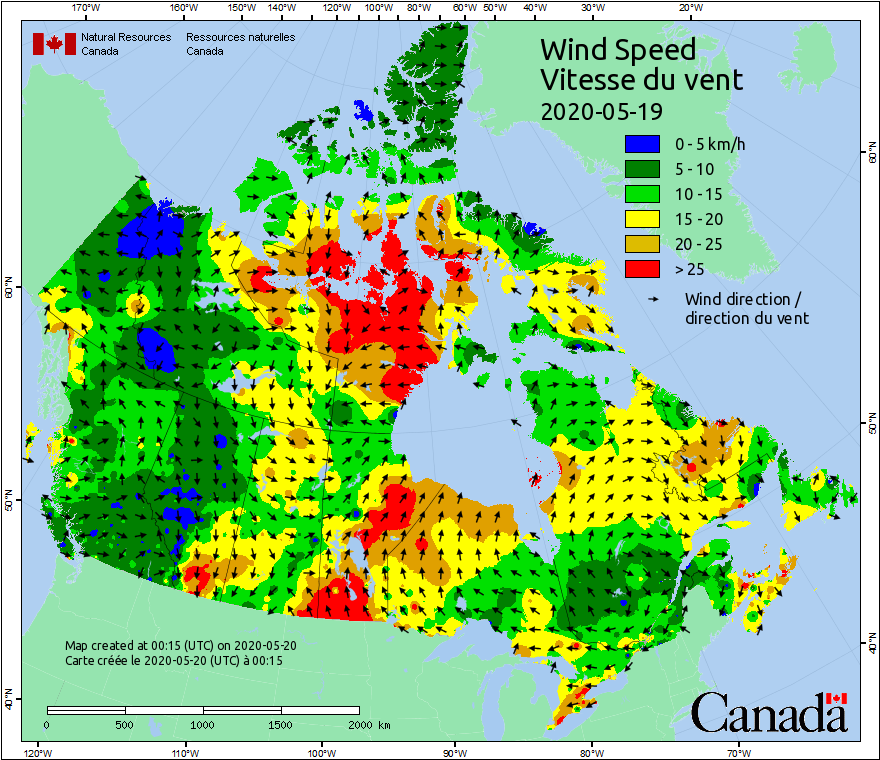 170°W 160°W 150°W 140°W 130°W 120°W 110°W 100°W 90°W 80°W 70°W 60°W 50°W 40°W 30°W 20°W
Natural Resources Ressources naturelles
Canada Canada
Wind Speed
Vitesse du vent
2020-05-19
0 - 5 km/h
5 - 10
10 - 15
15 - 20
20 - 25
> 25
Wind direction /
direction du vent
60°N
60°N
50°N
50°N
40°N
40°N
Map created at 00:15 (UTC) on 2020-05-20
Carte créée le 2020-05-20 (UTC) à 00:15
0 500 1000 1500 2000 km
Canada
120°W 110°W 100°W 90°W 80°W 70°W